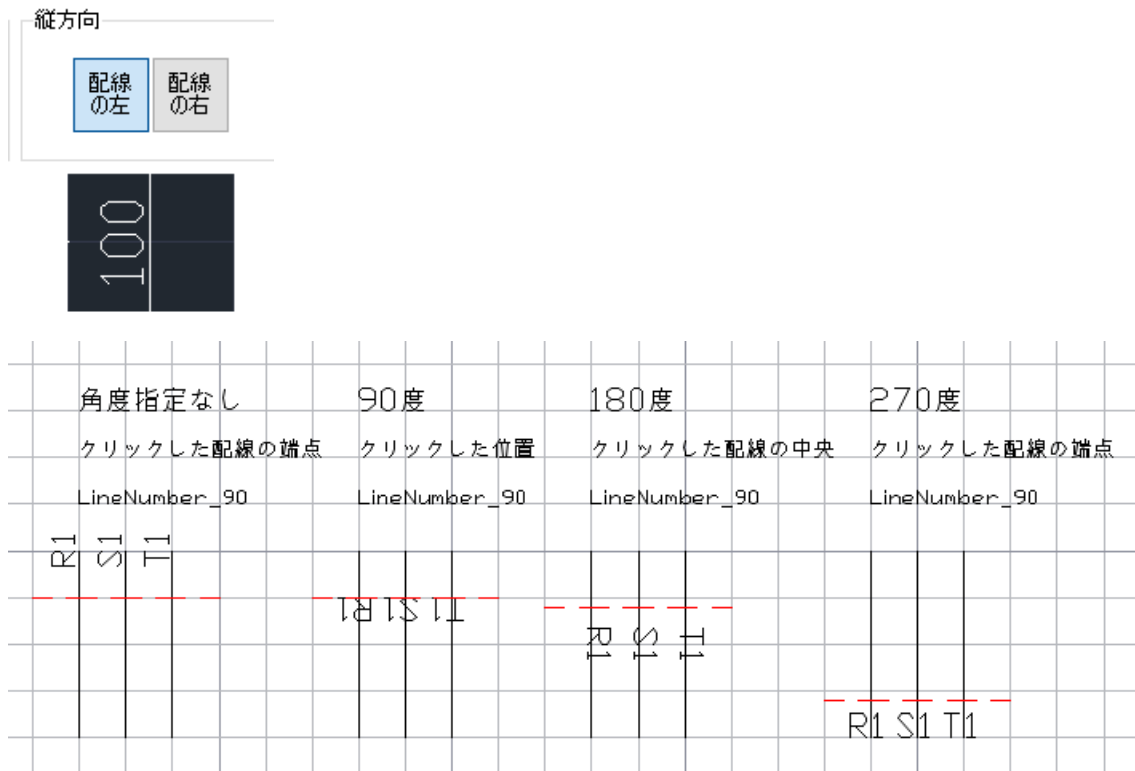 縦方向
配線の左
配線の右
100
角度指定なし 90度 180度 270度
クリックした配線の端点 クリックした位置 クリックした配線の中央 クリックした配線の端点
LineNumber_90 LineNumber_90 LineNumber_90 LineNumber_90
R1 S1 T1
R1 S1 T1
R1 S1 T1
R1 S1 T1